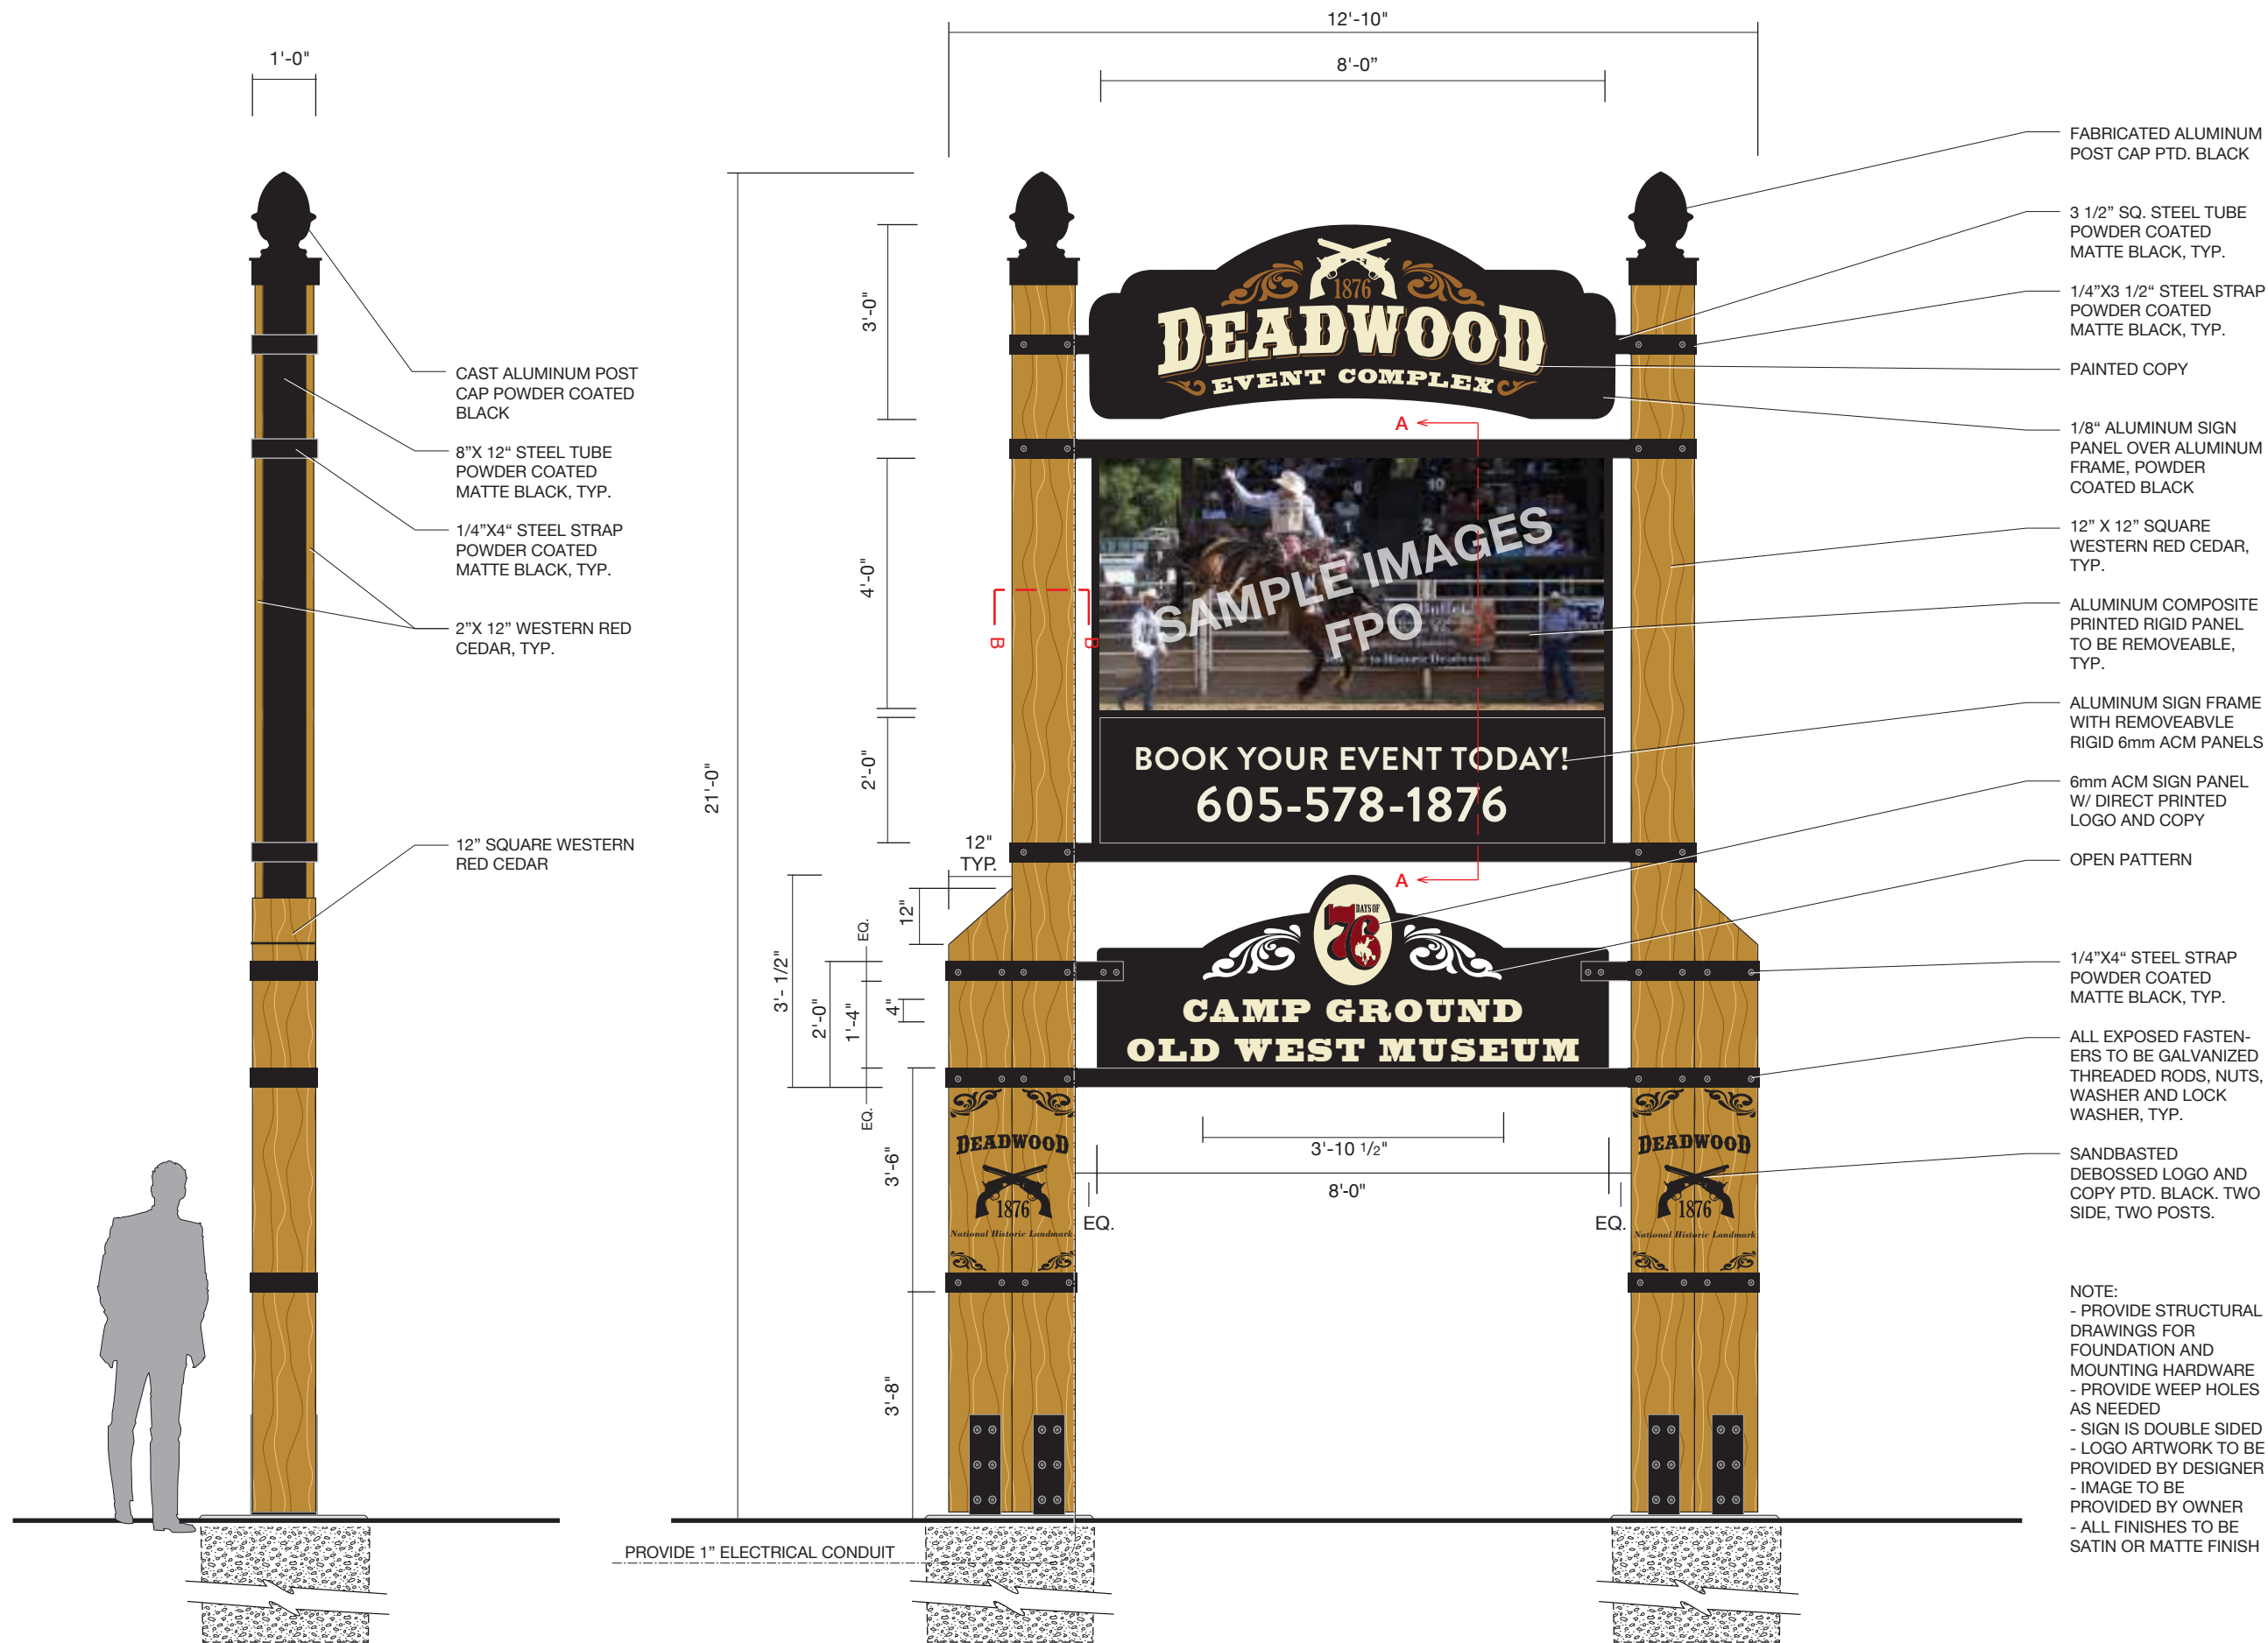 12'-10"
1'-0"
8'-0”
FABRICATED ALUMINUM
POST CAP PTD. BLACK
3 1/2” SQ. STEEL TUBE
POWDER COATED
MATTE BLACK, TYP.
1/4”X3 1/2“ STEEL STRAP
POWDER COATED
MATTE BLACK, TYP.
PAINTED COPY
1/8“ ALUMINUM SIGN
PANEL OVER ALUMINUM
FRAME, POWDER
COATED BLACK
12” X 12” SQUARE
WESTERN RED CEDAR,
TYP.
ALUMINUM COMPOSITE
PRINTED RIGID PANEL
TO BE REMOVEABLE,
TYP.
ALUMINUM SIGN FRAME
WITH REMOVEABVLE
RIGID 6mm ACM PANELS
6mm ACM SIGN PANEL
W/ DIRECT PRINTED
LOGO AND COPY
OPEN PATTERN
1/4”X4“ STEEL STRAP
POWDER COATED
MATTE BLACK, TYP.
ALL EXPOSED FASTEN-
ERS TO BE GALVANIZED
THREADED RODS, NUTS,
WASHER AND LOCK
WASHER, TYP.
SANDBASTED
DEBOSSED LOGO AND
COPY PTD. BLACK. TWO
SIDE, TWO POSTS.
NOTE:
- PROVIDE STRUCTURAL
DRAWINGS FOR
FOUNDATION AND
MOUNTING HARDWARE
- PROVIDE WEEP HOLES
AS NEEDED
- SIGN IS DOUBLE SIDED
- LOGO ARTWORK TO BE
PROVIDED BY DESIGNER
- IMAGE TO BE
PROVIDED BY OWNER
- ALL FINISHES TO BE
SATIN OR MATTE FINISH
CAST ALUMINUM POST
CAP POWDER COATED
BLACK
8”X 12“ STEEL TUBE
POWDER COATED
MATTE BLACK, TYP.
1/4”X4“ STEEL STRAP
POWDER COATED
MATTE BLACK, TYP.
2”X 12” WESTERN RED
CEDAR, TYP.
12” SQUARE WESTERN
RED CEDAR
21'-0"
3'-0"
4'-0"
2'-0"
12"
TYP.
12"
EQ.
3'- 1/2"
2'-0"
1'-4"
4"
EQ.
3'-6"
3'-8"
1876
DEADWOOD
EVENT COMPLEX
A
SAMPLE IMAGES
FPO
B
B
BOOK YOUR EVENT TODAY!
605-578-1876
A
DAYS OF
76
CAMP GROUND
OLD WEST MUSEUM
3'-10 1/2"
8'-0"
EQ.
EQ.
DEADWOOD
1876
National Historic Landmark
DEADWOOD
1876
National Historic Landmark
PROVIDE 1” ELECTRICAL CONDUIT